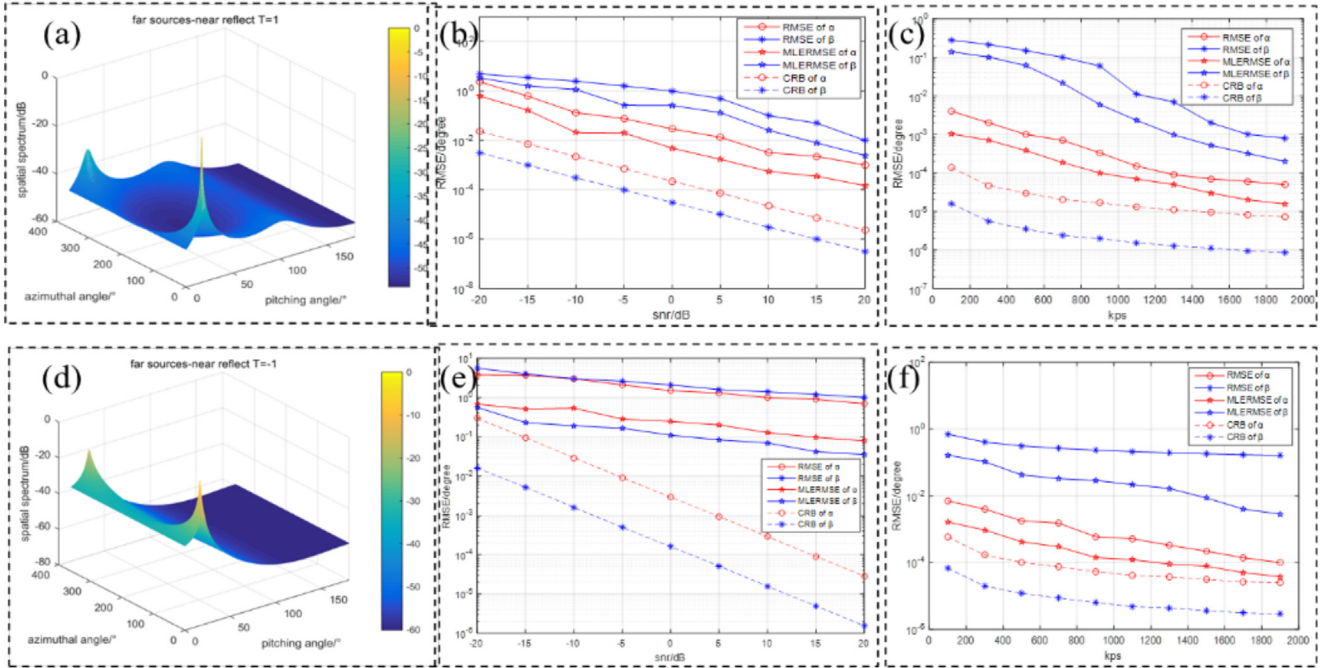 (a)
far sources-near reflect T=1
0
-20
-40
-60
400
300
200
100
0
0
50
100
150
spatial spectrum/dB
azimuthal angle/°
pitching angle/°
0
-5
-10
-15
-20
-25
-30
-35
-40
-45
-50
(b)
RMSE of α
RMSE of β
MLERMSE of α
MLERMSE of β
CRB of α
CRB of β
10²
10⁰
10⁻²
10⁻⁴
10⁻⁶
10⁻⁸
RMSE/degree
-20
-15
-10
-5
0
5
10
15
20
snr/dB
(c)
RMSE of α
RMSE of β
MLERMSE of α
MLERMSE of β
CRB of α
CRB of β
10⁰
10⁻¹
10⁻²
10⁻³
10⁻⁴
10⁻⁵
10⁻⁶
10⁻⁷
RMSE/degree
0
200
400
600
800
1000
1200
1400
1600
1800
2000
kps
(d)
far sources-near reflect T=-1
0
-20
-40
-60
-80
400
300
200
100
0
0
50
100
150
spatial spectrum/dB
azimuthal angle/°
pitching angle/°
0
-10
-20
-30
-40
-50
-60
(e)
RMSE of α
RMSE of β
MLERMSE of α
MLERMSE of β
CRB of α
CRB of β
10¹
10⁰
10⁻¹
10⁻²
10⁻³
10⁻⁴
10⁻⁵
10⁻⁶
RMSE/degree
-20
-15
-10
-5
0
5
10
15
20
snr/dB
(f)
RMSE of α
RMSE of β
MLERMSE of α
MLERMSE of β
CRB of α
CRB of β
10²
10⁰
10⁻²
10⁻⁴
10⁻⁶
RMSE/degree
0
200
400
600
800
1000
1200
1400
1600
1800
2000
kps